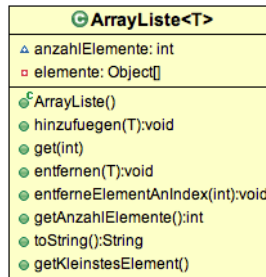 ArrayListe<T>
anzahlElemente: int
elemente: Object[]
ArrayListe()
hinzufuegen(T):void
get(int)
entfernen(T):void
entferneElementAnIndex(int):void
getAnzahlElemente():int
toString():String
getKleinstesElement()